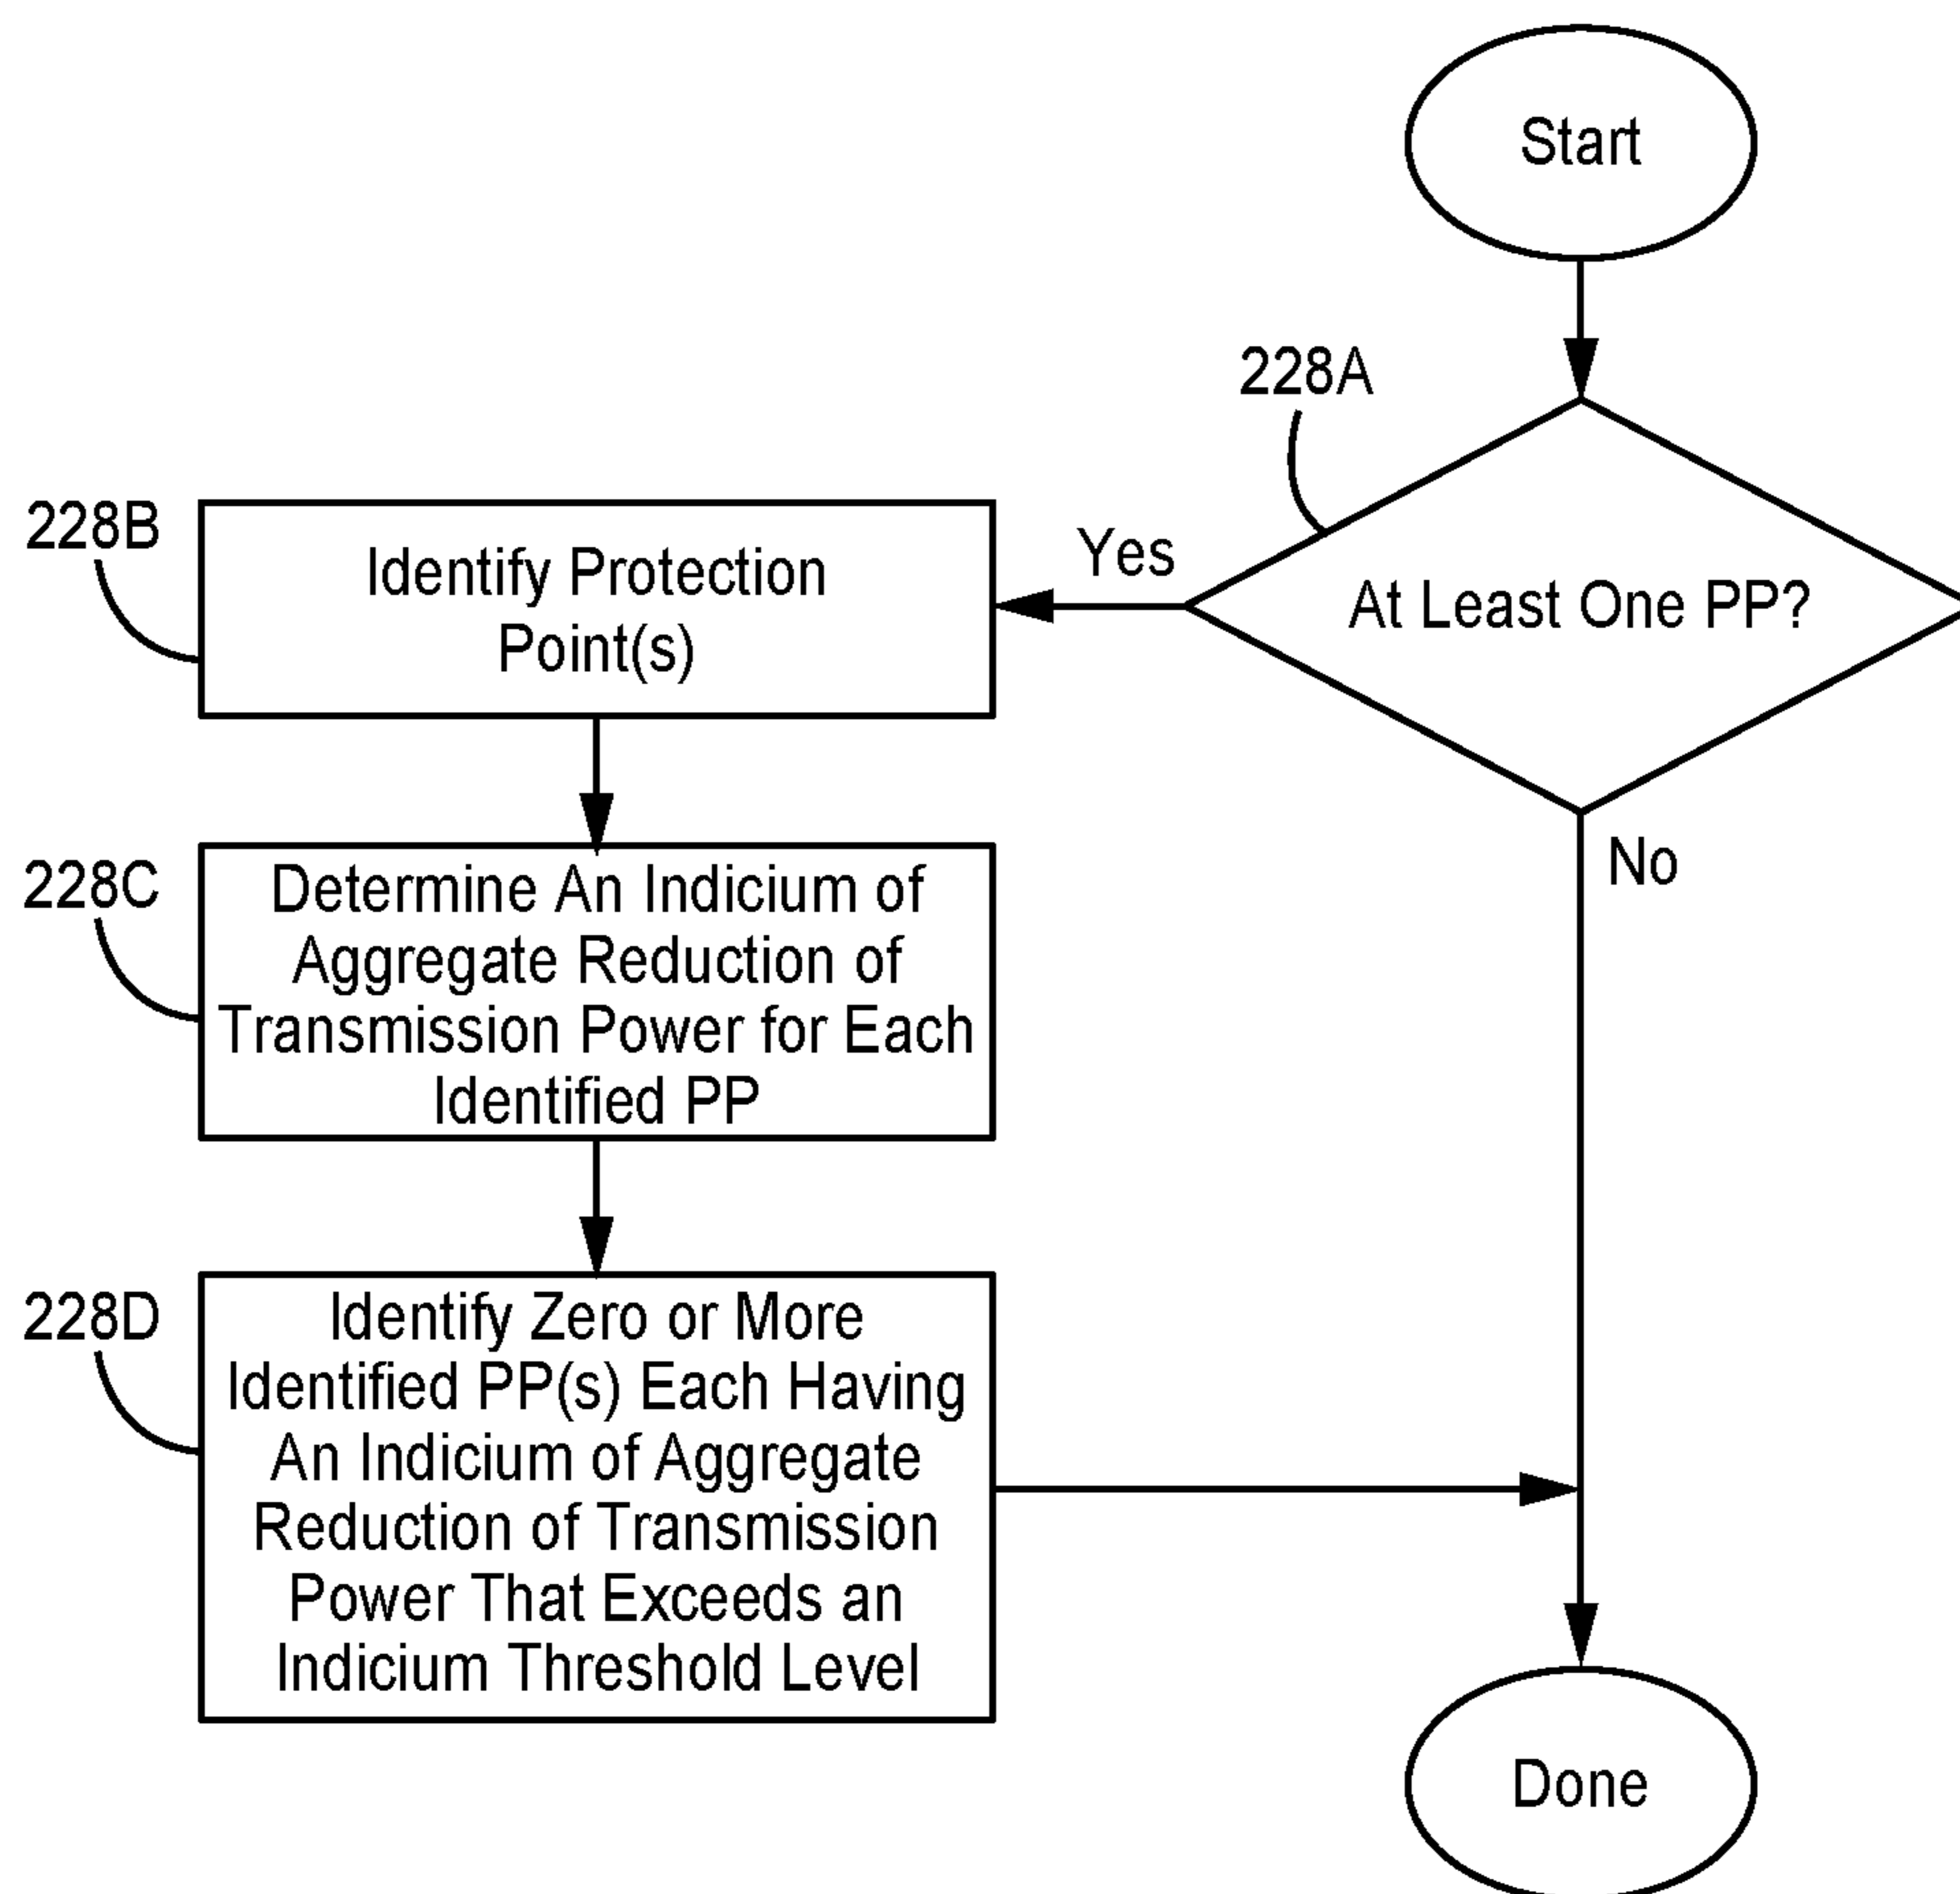 Start
228A
At Least One PP?
Yes
No
228B
Identify Protection
Point(s)
228C
Determine An Indicium of
Aggregate Reduction of
Transmission Power for Each
Identified PP
228D
Identify Zero or More
Identified PP(s) Each Having
An Indicium of Aggregate
Reduction of Transmission
Power That Exceeds an
Indicium Threshold Level
Done